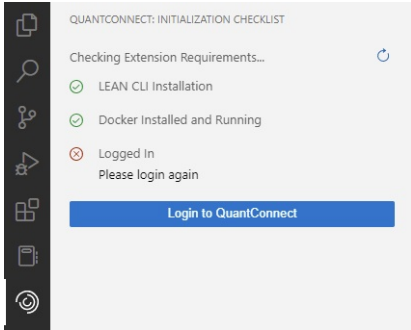 QUANTCONNECT: INITIALIZATION CHECKLIST
Checking Extension Requirements...
LEAN CLI Installation
Docker Installed and Running
Logged In
Please login again
Login to QuantConnect